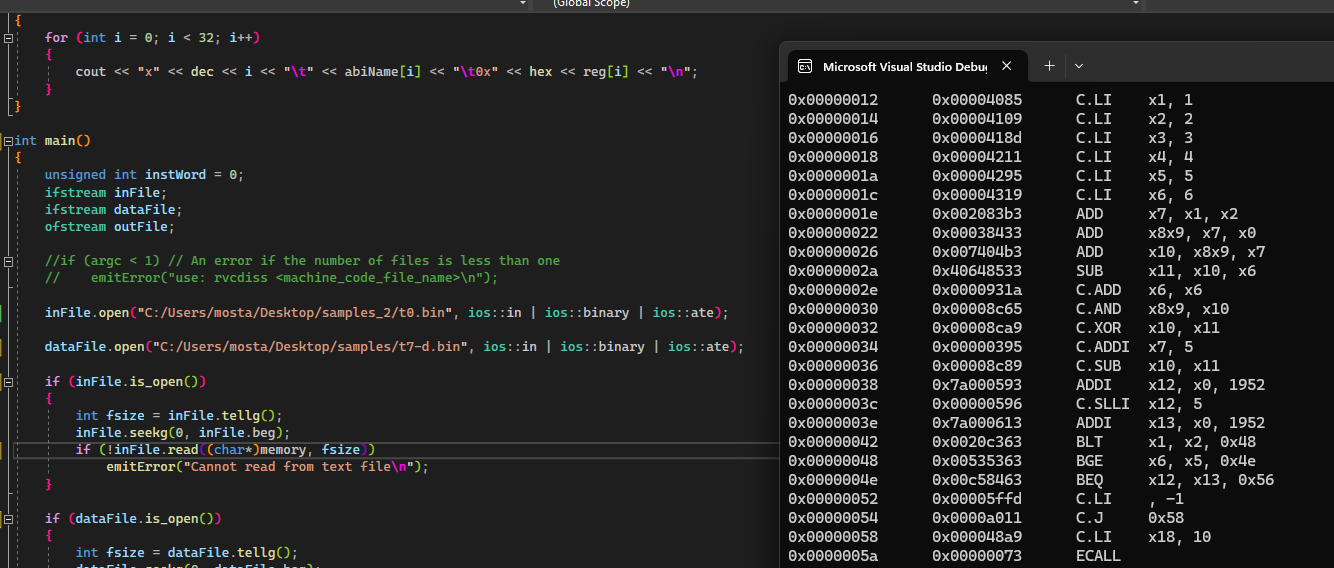 (Global Scope)
{
for (int i = 0; i < 32; i++)
{
cout << "x" << dec << i << "\t" << abiName[i] << "\t0x" << hex << reg[i] << "\n";
}
}
int main()
{
unsigned int instWord = 0;
ifstream inFile;
ifstream dataFile;
ofstream outFile;
//if (argc < 1) // An error if the number of files is less than one
//    emitError("use: rvcdiss <machine_code_file_name>\n");
inFile.open("C:/Users/mosta/Desktop/samples_2/t0.bin", ios::in | ios::binary | ios::ate);
dataFile.open("C:/Users/mosta/Desktop/samples/t7-d.bin", ios::in | ios::binary | ios::ate);
if (inFile.is_open())
{
int fsize = inFile.tellg();
inFile.seekg(0, inFile.beg);
if (!inFile.read((char*)memory, fsize))
emitError("Cannot read from text file\n");
}
if (dataFile.is_open())
{
int fsize = dataFile.tellg();
Microsoft Visual Studio Debug
0x00000012 0x00004085 C.LI x1, 1
0x00000014 0x00004109 C.LI x2, 2
0x00000016 0x0000418d C.LI x3, 3
0x00000018 0x00004211 C.LI x4, 4
0x0000001a 0x00004295 C.LI x5, 5
0x0000001c 0x00004319 C.LI x6, 6
0x0000001e 0x002083b3 ADD x7, x1, x2
0x00000022 0x00038433 ADD x8x9, x7, x0
0x00000026 0x007404b3 ADD x10, x8x9, x7
0x0000002a 0x40648533 SUB x11, x10, x6
0x0000002e 0x0000931a C.ADD x6, x6
0x00000030 0x00008c65 C.AND x8x9, x10
0x00000032 0x00008ca9 C.XOR x10, x11
0x00000034 0x00000395 C.ADDI x7, 5
0x00000036 0x00008c89 C.SUB x10, x11
0x00000038 0x7a000593 ADDI x12, x0, 1952
0x0000003c 0x00000596 C.SLLI x12, 5
0x0000003e 0x7a000613 ADDI x13, x0, 1952
0x00000042 0x0020c363 BLT x1, x2, 0x48
0x00000048 0x00535363 BGE x6, x5, 0x4e
0x0000004e 0x00c58463 BEQ x12, x13, 0x56
0x00000052 0x00005ffd C.LI , -1
0x00000054 0x0000a011 C.J 0x58
0x00000058 0x000048a9 C.LI x18, 10
0x0000005a 0x00000073 ECALL